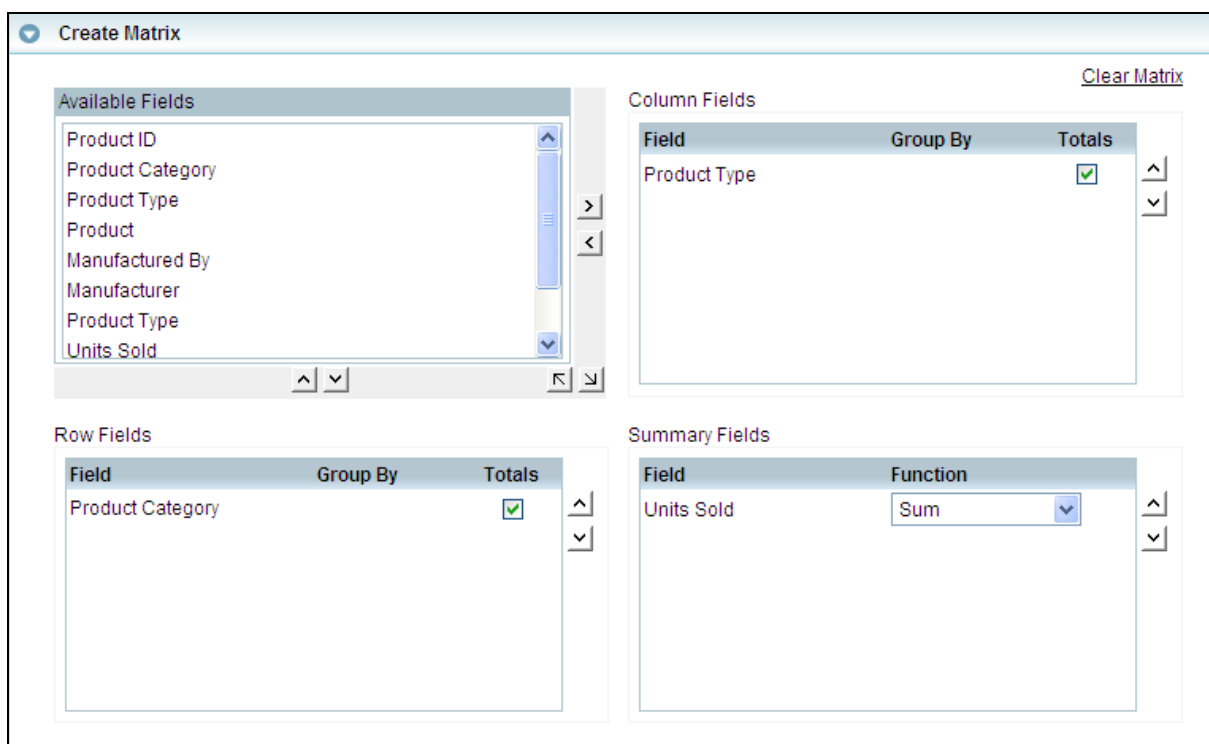 Create Matrix
Clear Matrix
Available Fields
Product ID
Product Category
Product Type
Product
Manufactured By
Manufacturer
Product Type
Units Sold
Column Fields
Field Group By Totals
Product Type
Row Fields
Field Group By Totals
Product Category
Summary Fields
Field Function
Units Sold Sum